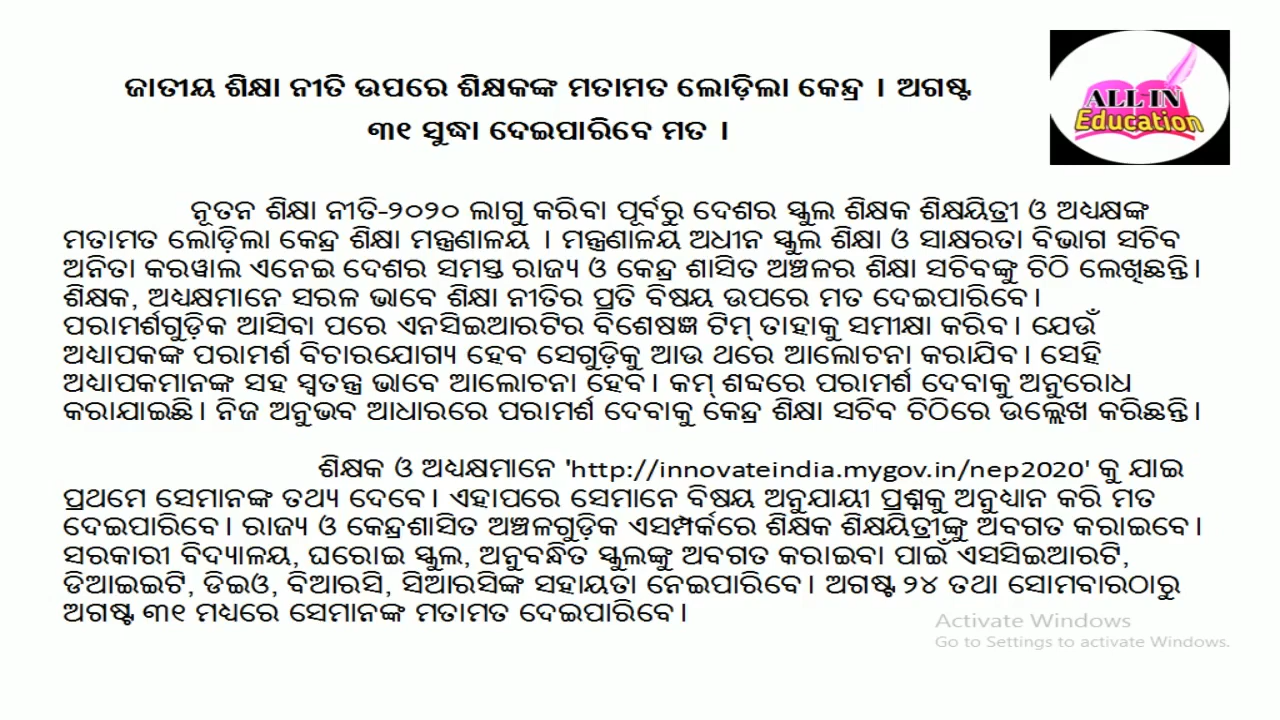 ଜାତୀୟ ଶିକ୍ଷା ନୀତି ଉପରେ ଶିକ୍ଷକଙ୍କ ମତାମତ ଲୋଡ଼ିଲା କେନ୍ଦ୍ର । ଅଗଷ୍ଟ
୩୧ ସୁଦ୍ଧା ଦେଇପାରିବେ ମତ ।
ALL IN
Education
ନୂତନ ଶିକ୍ଷା ନୀତି-୨୦୨୦ ଲାଗୁ କରିବା ପୂର୍ବରୁ ଦେଶର ସ୍କୁଲ ଶିକ୍ଷକ ଶିକ୍ଷୟିତ୍ରୀ ଓ ଅଧ୍ୟକ୍ଷଙ୍କ
ମତାମତ ଲୋଡ଼ିଲା କେନ୍ଦ୍ର ଶିକ୍ଷା ମନ୍ତ୍ରଣାଳୟ । ମନ୍ତ୍ରଣାଳୟ ଅଧୀନ ସ୍କୁଲ ଶିକ୍ଷା ଓ ସାକ୍ଷରତା ବିଭାଗ ସଚିବ
ଅନିତା କରୱାଲ ଏନେଇ ଦେଶର ସମସ୍ତ ରାଜ୍ୟ ଓ କେନ୍ଦ୍ର ଶାସିତ ଅଞ୍ଚଳର ଶିକ୍ଷା ସଚିବଙ୍କୁ ଚିଠି ଲେଖିଛନ୍ତି।
ଶିକ୍ଷକ, ଅଧ୍ୟକ୍ଷମାନେ ସରଳ ଭାବେ ଶିକ୍ଷା ନୀତିର ପ୍ରତି ବିଷୟ ଉପରେ ମତ ଦେଇପାରିବେ।
ପରାମର୍ଶଗୁଡ଼ିକ ଆସିବା ପରେ ଏନସିଇଆରଟିର ବିଶେଷଜ୍ଞ ଟିମ୍ ତାହାକୁ ସମୀକ୍ଷା କରିବ। ଯେଉଁ
ଅଧ୍ୟାପକଙ୍କ ପରାମର୍ଶ ବିଚାରଯୋଗ୍ୟ ହେବ ସେଗୁଡ଼ିକୁ ଆଉ ଥରେ ଆଲୋଚନା କରାଯିବ। ସେହି
ଅଧ୍ୟାପକମାନଙ୍କ ସହ ସ୍ୱତନ୍ତ୍ର ଭାବେ ଆଲୋଚନା ହେବ। କମ୍ ଶବ୍ଦରେ ପରାମର୍ଶ ଦେବାକୁ ଅନୁରୋଧ
କରାଯାଇଛି। ନିଜ ଅନୁଭବ ଆଧାରରେ ପରାମର୍ଶ ଦେବାକୁ କେନ୍ଦ୍ର ଶିକ୍ଷା ସଚିବ ଚିଠିରେ ଉଲ୍ଲେଖ କରିଛନ୍ତି।
ଶିକ୍ଷକ ଓ ଅଧ୍ୟକ୍ଷମାନେ 'http://innovateindia.mygov.in/nep2020' କୁ ଯାଇ
ପ୍ରଥମେ ସେମାନଙ୍କ ତଥ୍ୟ ଦେବେ। ଏହାପରେ ସେମାନେ ବିଷୟ ଅନୁଯାୟୀ ପ୍ରଶ୍ନକୁ ଅନୁଧ୍ୟାନ କରି ମତ
ଦେଇପାରିବେ। ରାଜ୍ୟ ଓ କେନ୍ଦ୍ରଶାସିତ ଅଞ୍ଚଳଗୁଡ଼ିକ ଏସମ୍ପର୍କରେ ଶିକ୍ଷକ ଶିକ୍ଷୟିତ୍ରୀଙ୍କୁ ଅବଗତ କରାଇବେ।
ସରକାରୀ ବିଦ୍ୟାଳୟ, ଘରୋଇ ସ୍କୁଲ, ଅନୁବନ୍ଧିତ ସ୍କୁଲଙ୍କୁ ଅବଗତ କରାଇବା ପାଇଁ ଏସସିଇଆରଟି,
ଡିଆଇଇଟି, ଡିଇଓ, ବିଆରସି, ସିଆରସିଙ୍କ ସହାୟତା ନେଇପାରିବେ। ଅଗଷ୍ଟ ୨୪ ତଥା ସୋମବାରଠାରୁ
ଅଗଷ୍ଟ ୩୧ ମଧ୍ୟରେ ସେମାନଙ୍କ ମତାମତ ଦେଇପାରିବେ।
Activate Windows
Go to Settings to activate Windows.